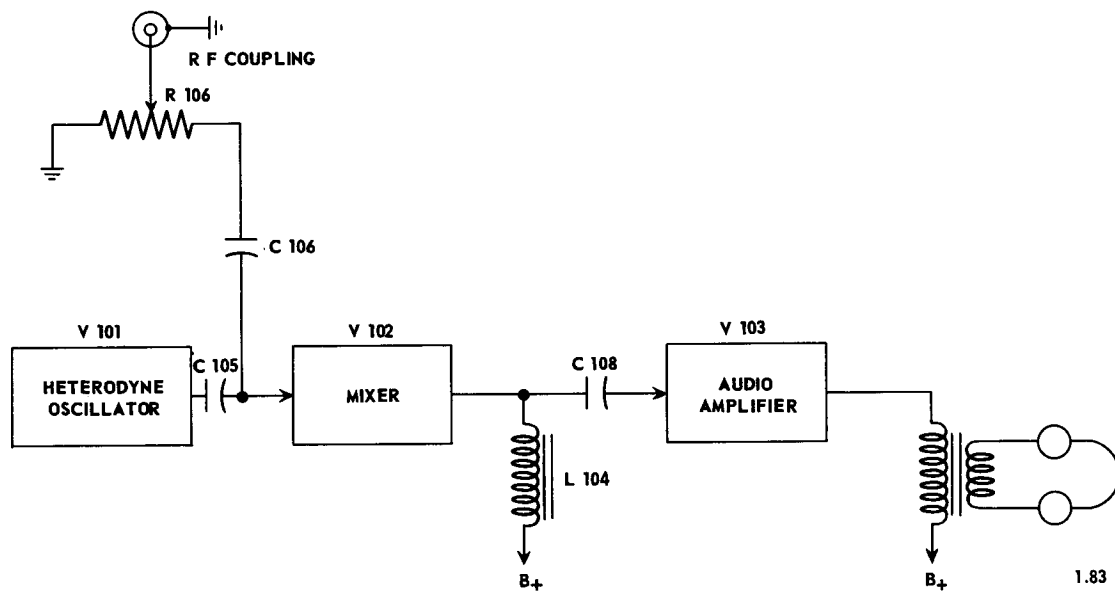 R F COUPLING
R 106
C 106
V 101
HETERODYNE
OSCILLATOR
C 105
V 102
MIXER
C 108
V 103
AUDIO
AMPLIFIER
L 104
B+
B+
1.83